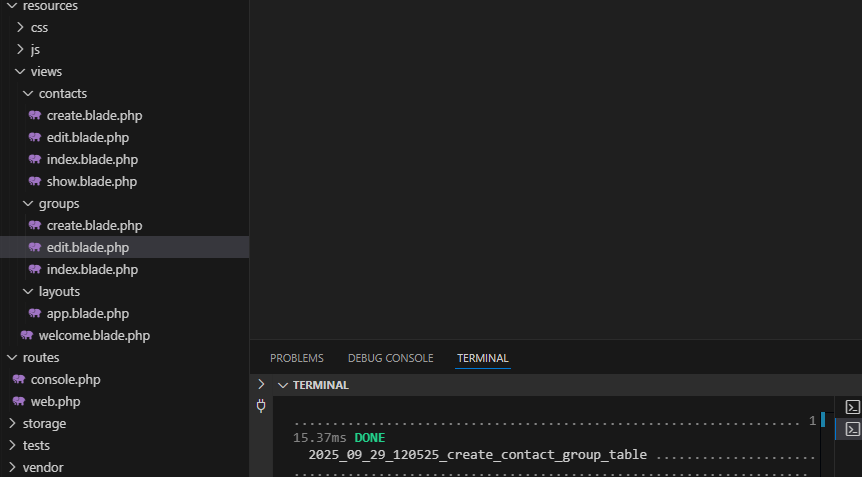 resources
css
js
views
contacts
create.blade.php
edit.blade.php
index.blade.php
show.blade.php
groups
create.blade.php
edit.blade.php
index.blade.php
layouts
app.blade.php
welcome.blade.php
routes
console.php
web.php
storage
tests
vendor
PROBLEMS DEBUG CONSOLE TERMINAL
TERMINAL
.................................................................. 1
15.37ms DONE
2025_09_29_120525_create_contact_group_table .....................
...................................................................